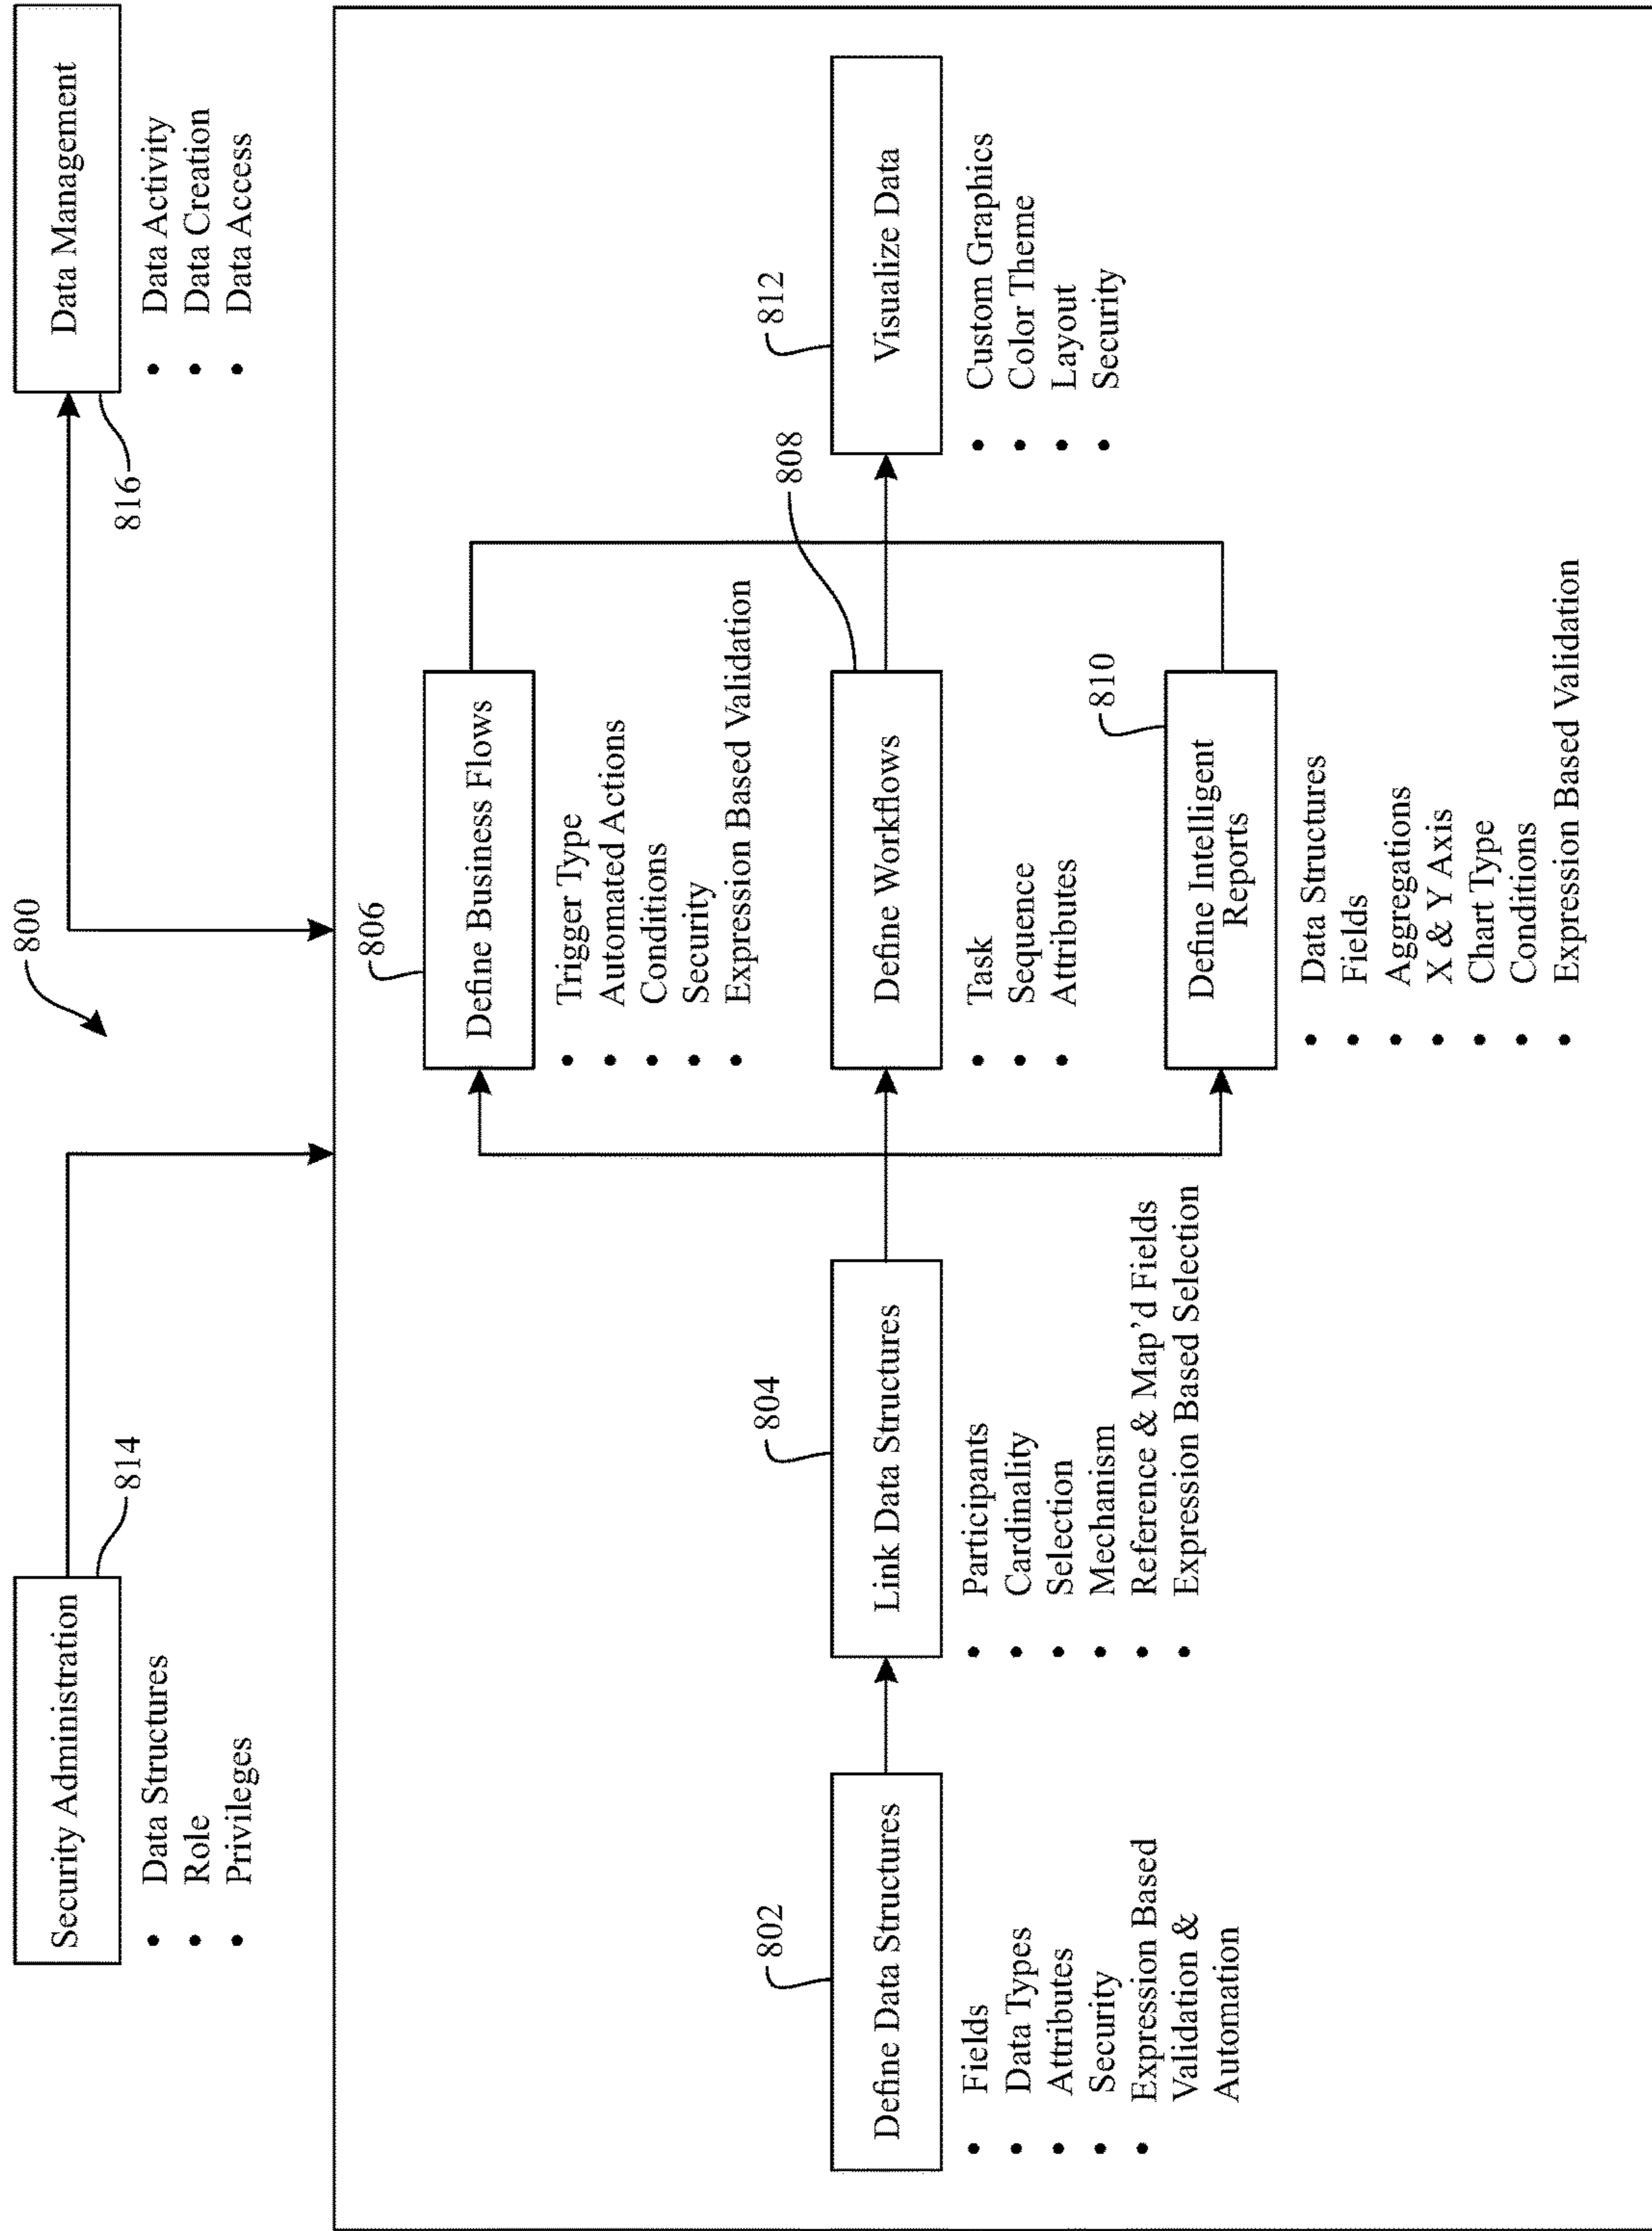 800
Security Administration
814
• Data Structures
• Role
• Privileges
Data Management
816
• Data Activity
• Data Creation
• Data Access
802
Define Data Structures
• Fields
• Data Types
• Attributes
• Security
• Expression Based
Validation &
Automation
804
Link Data Structures
• Participants
• Cardinality
• Selection
• Mechanism
• Reference & Map’d Fields
• Expression Based Selection
806
Define Business Flows
• Trigger Type
• Automated Actions
• Conditions
• Security
• Expression Based Validation
808
Define Workflows
• Task
• Sequence
• Attributes
810
Define Intelligent
Reports
• Data Structures
• Fields
• Aggregations
• X & Y Axis
• Chart Type
• Conditions
• Expression Based Validation
812
Visualize Data
• Custom Graphics
• Color Theme
• Layout
• Security